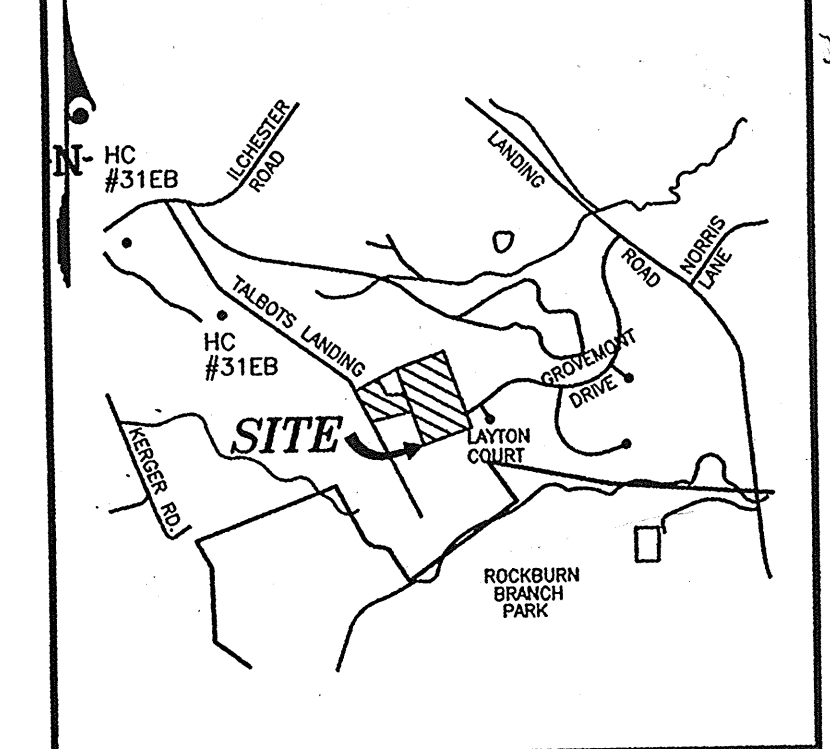 -N-
HC
#31EB
ILCHESTER
ROAD
LANDING
ROAD
NORRIS
LANE
TALBOTS LANDING
HC
#31EB
GROVEMONT
DRIVE
SITE
LAYTON
COURT
KERGER RD.
ROCKBURN
BRANCH
PARK